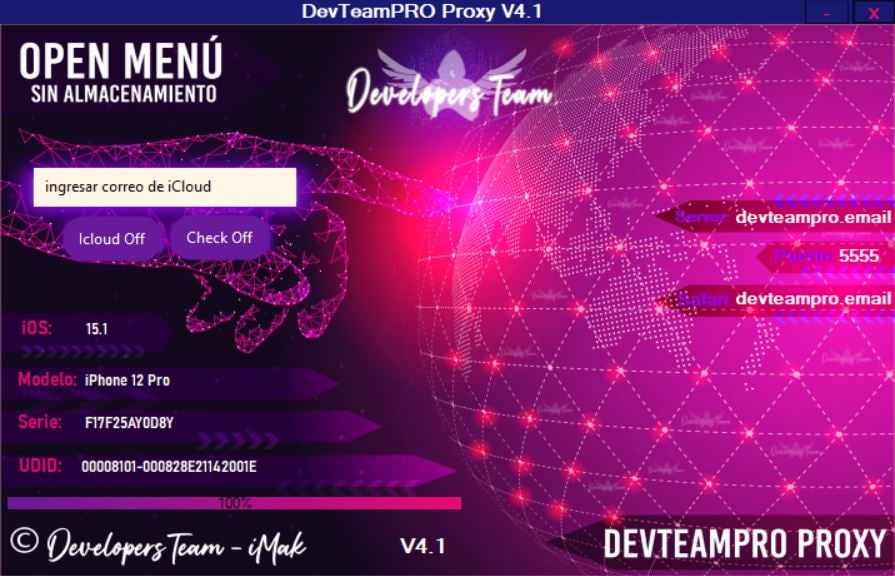 DevTeamPRO Proxy V4.1
- X
OPEN MENÚ
SIN ALMACENAMIENTO
Developers Team
ingresar correo de iCloud
Icloud Off Check Off
Server devteampro.email
Puerto 5555
Safari devteampro.email
iOS: 15.1
Modelo: iPhone 12 Pro
Serie: F17F25AY0D8Y
UDID: 00008101-000828E21142001E
100%
© Developers Team - iMak
V4.1
DEVTEAMPRO PROXY